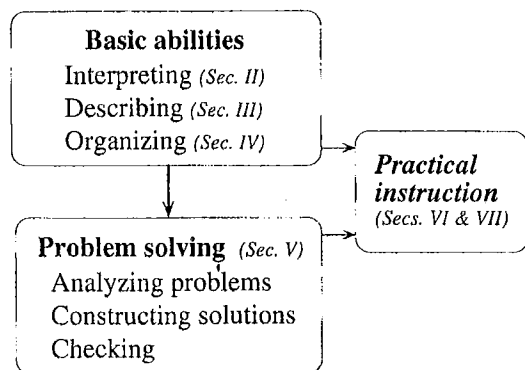 Basic abilities
Interpreting (Sec. II)
Describing (Sec. III)
Organizing (Sec. IV)
Practical
instruction
(Secs. VI & VII)
Problem solving (Sec. V)
Analyzing problems
Constructing solutions
Checking